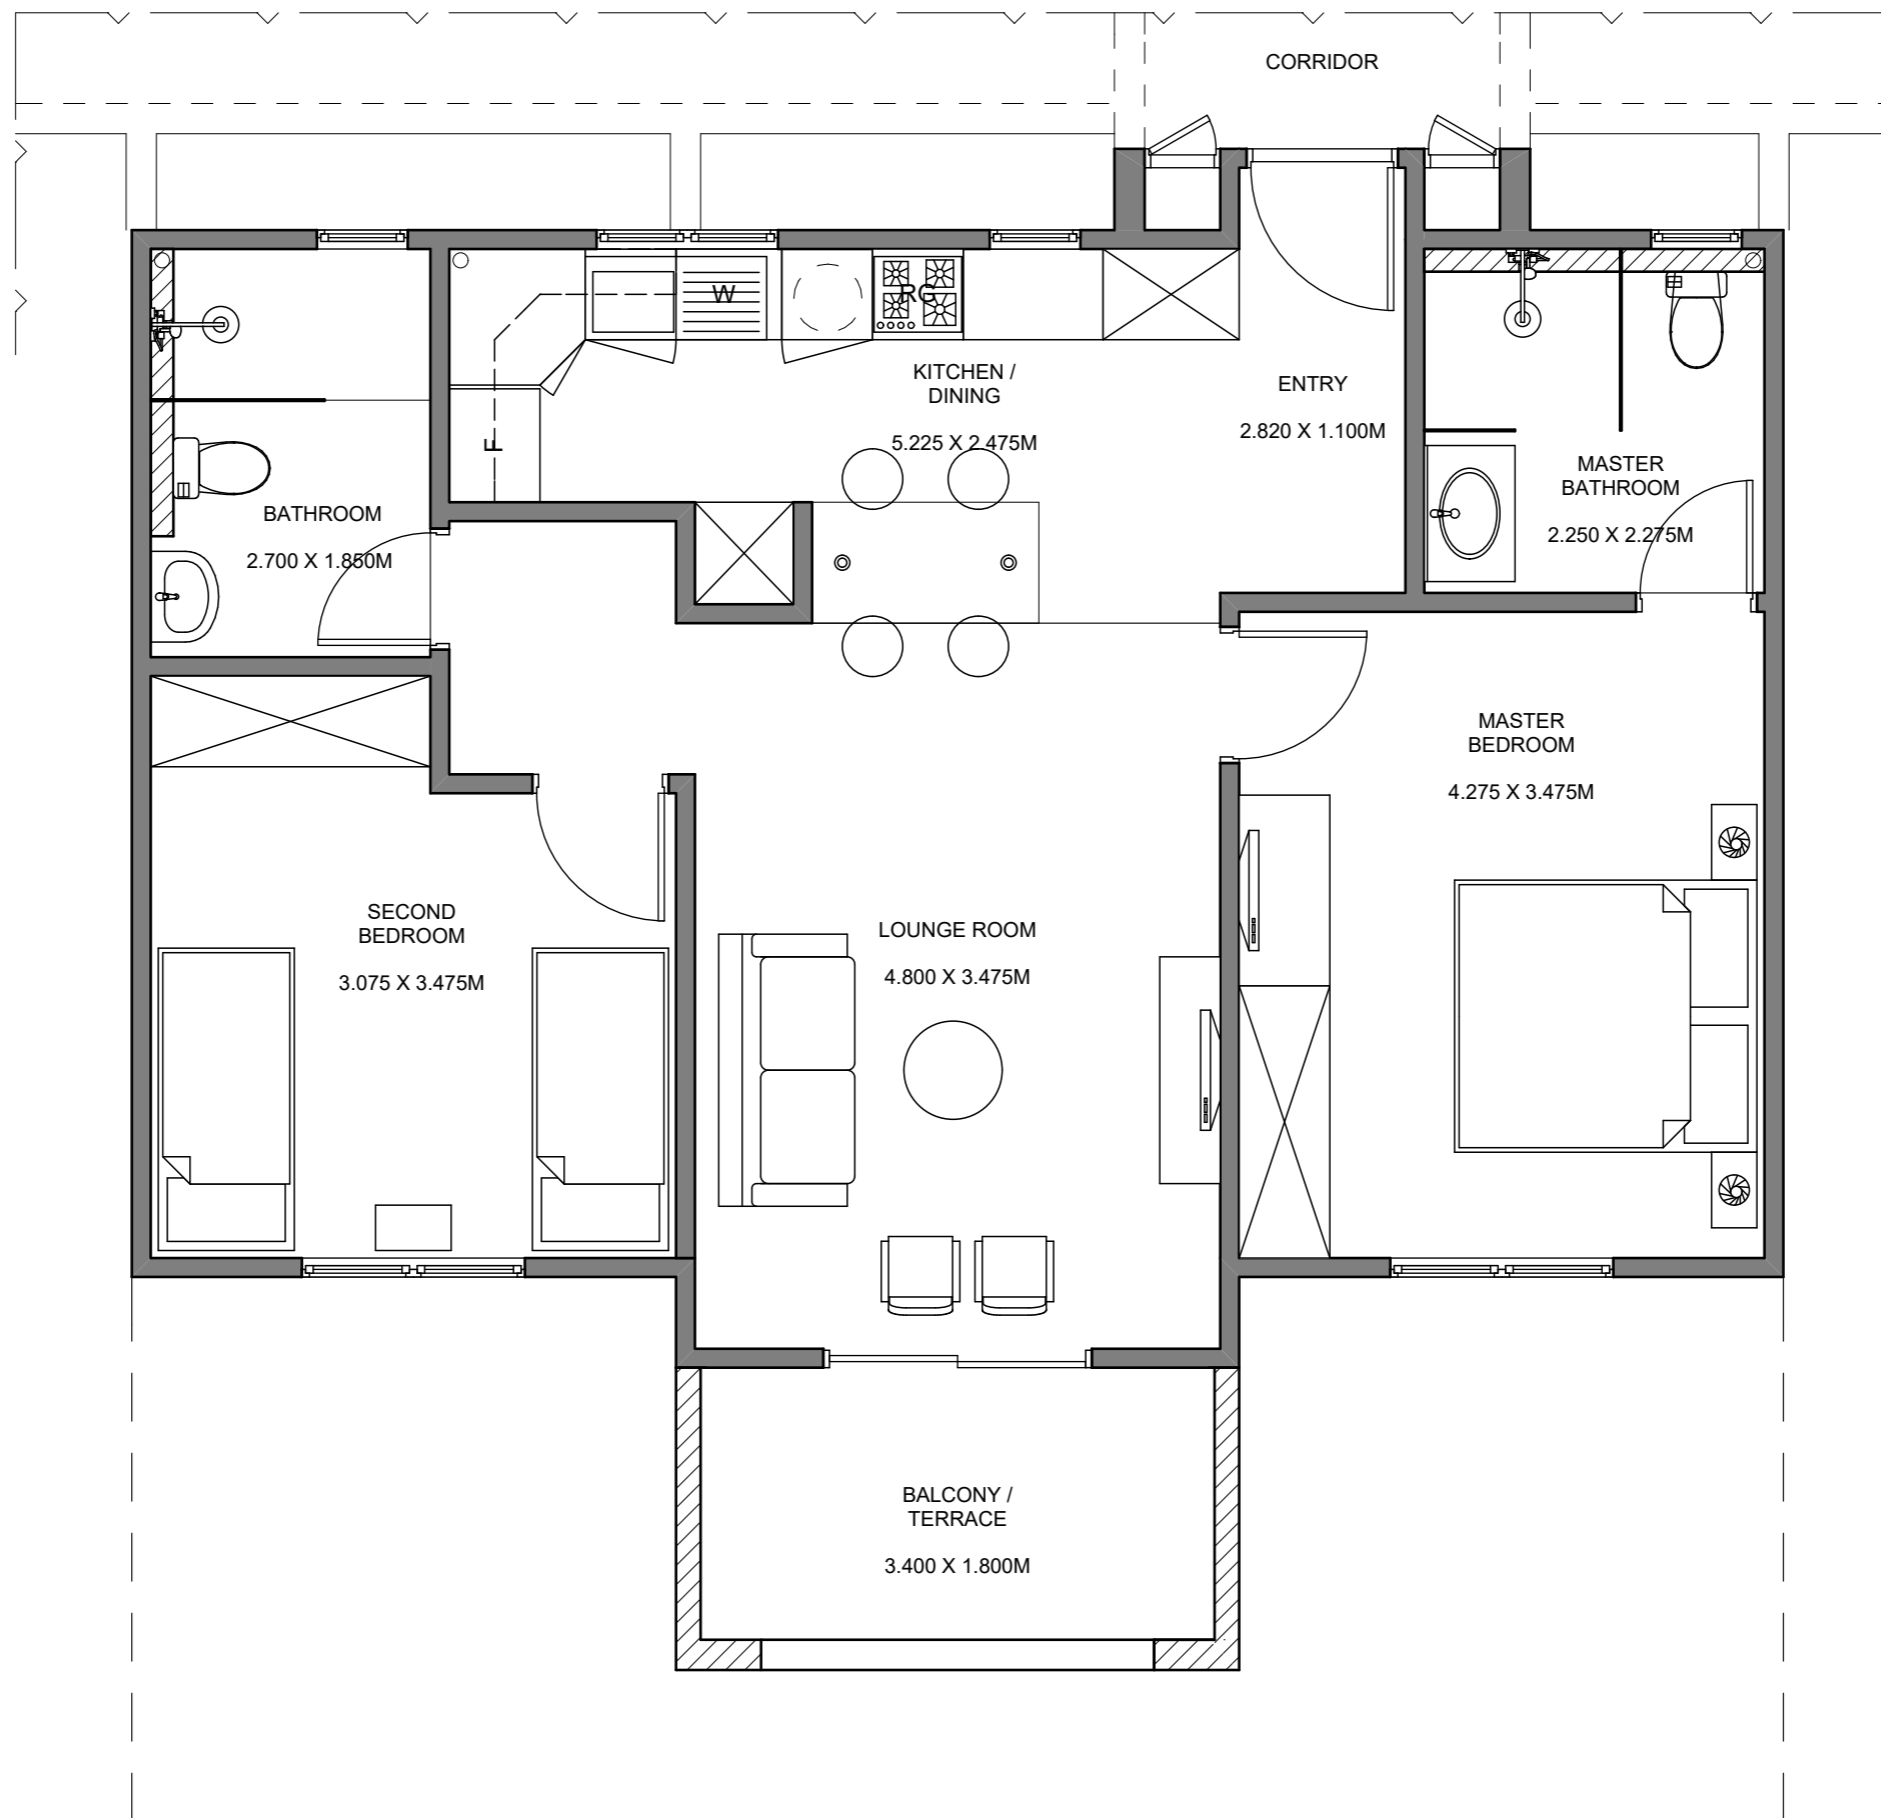 CORRIDOR
W
RG
KITCHEN /
DINING
5.225 X 2.475M
ENTRY
2.820 X 1.100M
F
MASTER
BATHROOM
2.250 X 2.275M
BATHROOM
2.700 X 1.850M
MASTER
BEDROOM
4.275 X 3.475M
SECOND
BEDROOM
3.075 X 3.475M
LOUNGE ROOM
4.800 X 3.475M
BALCONY /
TERRACE
3.400 X 1.800M